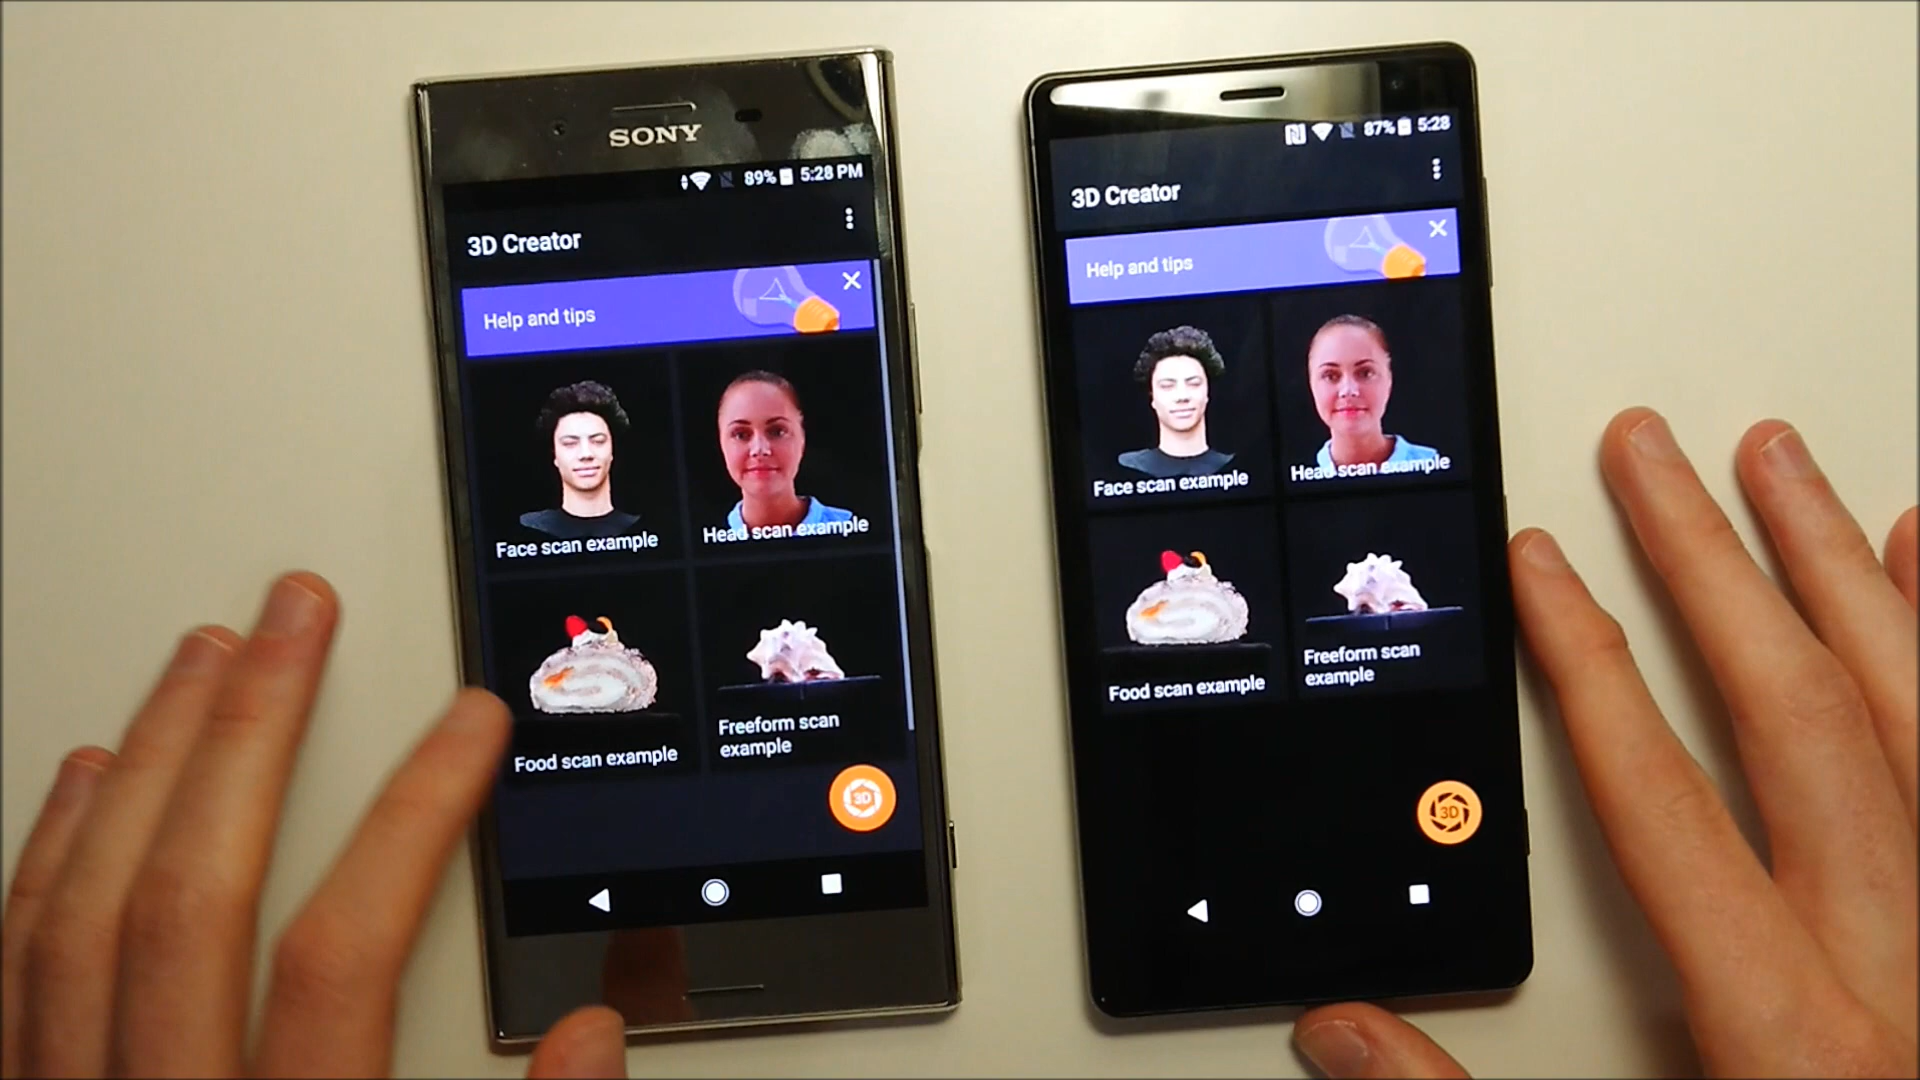 SONY
89% 5:28 PM
3D Creator
Help and tips
Face scan example
Head scan example
Food scan example
Freeform scan
example
3D
87% 5:28
3D Creator
Help and tips
Face scan example
Head scan example
Food scan example
Freeform scan
example
3D